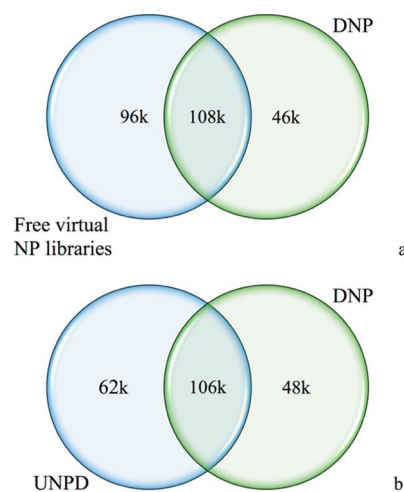 DNP
96k 108k 46k
Free virtual
NP libraries
a
DNP
62k 106k 48k
UNPD
b